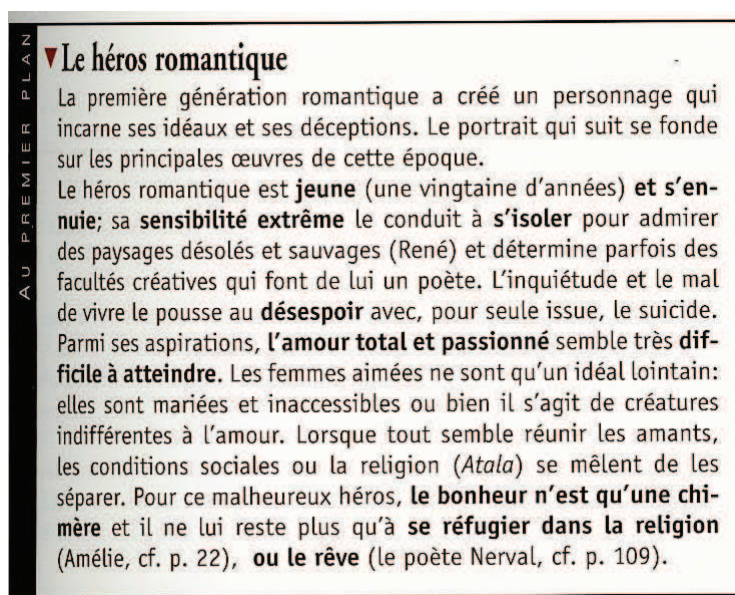 AU PREMIER PLAN
Le héros romantique
La première génération romantique a créé un personnage qui
incarne ses idéaux et ses déceptions. Le portrait qui suit se fonde
sur les principales œuvres de cette époque.
Le héros romantique est jeune (une vingtaine d'années) et s'en-
nuie; sa sensibilité extrême le conduit à s'isoler pour admirer
des paysages désolés et sauvages (René) et détermine parfois des
facultés créatives qui font de lui un poète. L'inquiétude et le mal
de vivre le pousse au désespoir avec, pour seule issue, le suicide.
Parmi ses aspirations, l'amour total et passionné semble très dif-
ficile à atteindre. Les femmes aimées ne sont qu'un idéal lointain:
elles sont mariées et inaccessibles ou bien il s'agit de créatures
indifférentes à l'amour. Lorsque tout semble réunir les amants,
les conditions sociales ou la religion (Atala) se mêlent de les
séparer. Pour ce malheureux héros, le bonheur n'est qu'une chi-
mère et il ne lui reste plus qu'à se réfugier dans la religion
(Amélie, cf. p. 22), ou le rêve (le poète Nerval, cf. p. 109).